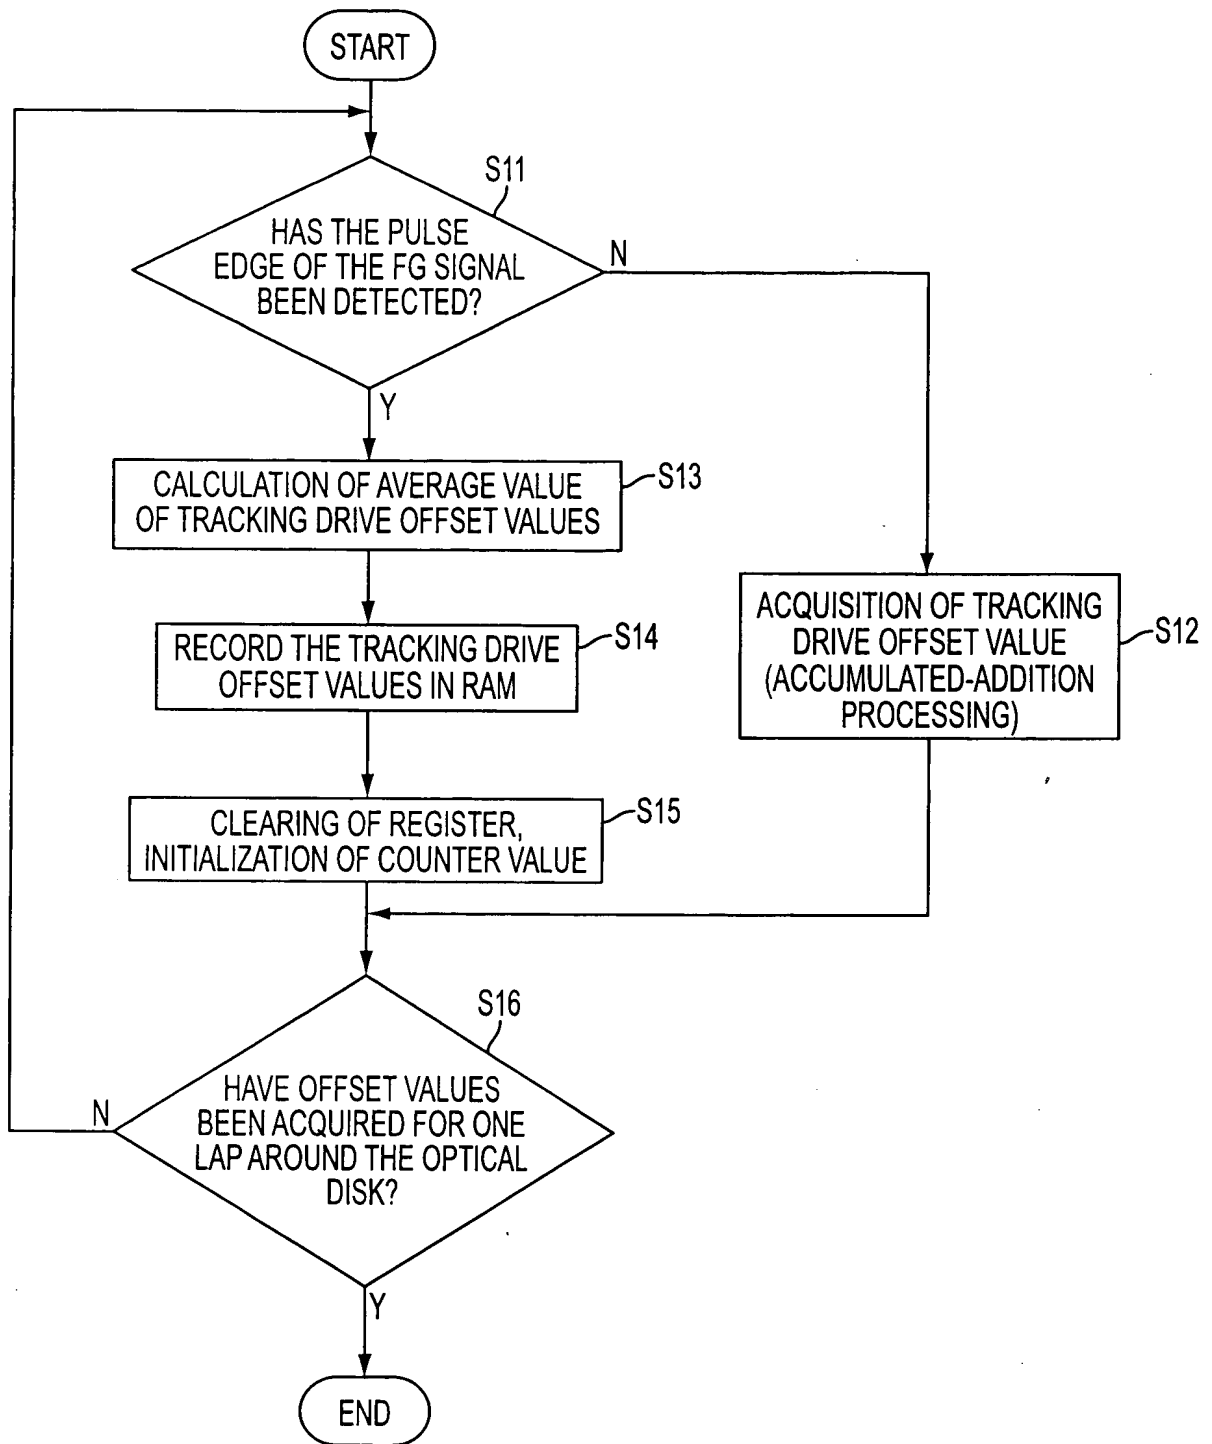 START
S11
HAS THE PULSE
EDGE OF THE FG SIGNAL
BEEN DETECTED?
N
Y
CALCULATION OF AVERAGE VALUE
OF TRACKING DRIVE OFFSET VALUES
S13
RECORD THE TRACKING DRIVE
OFFSET VALUES IN RAM
S14
ACQUISITION OF TRACKING
DRIVE OFFSET VALUE
(ACCUMULATED-ADDITION
PROCESSING)
S12
CLEARING OF REGISTER,
INITIALIZATION OF COUNTER VALUE
S15
S16
HAVE OFFSET VALUES
BEEN ACQUIRED FOR ONE
LAP AROUND THE OPTICAL
DISK?
N
Y
END